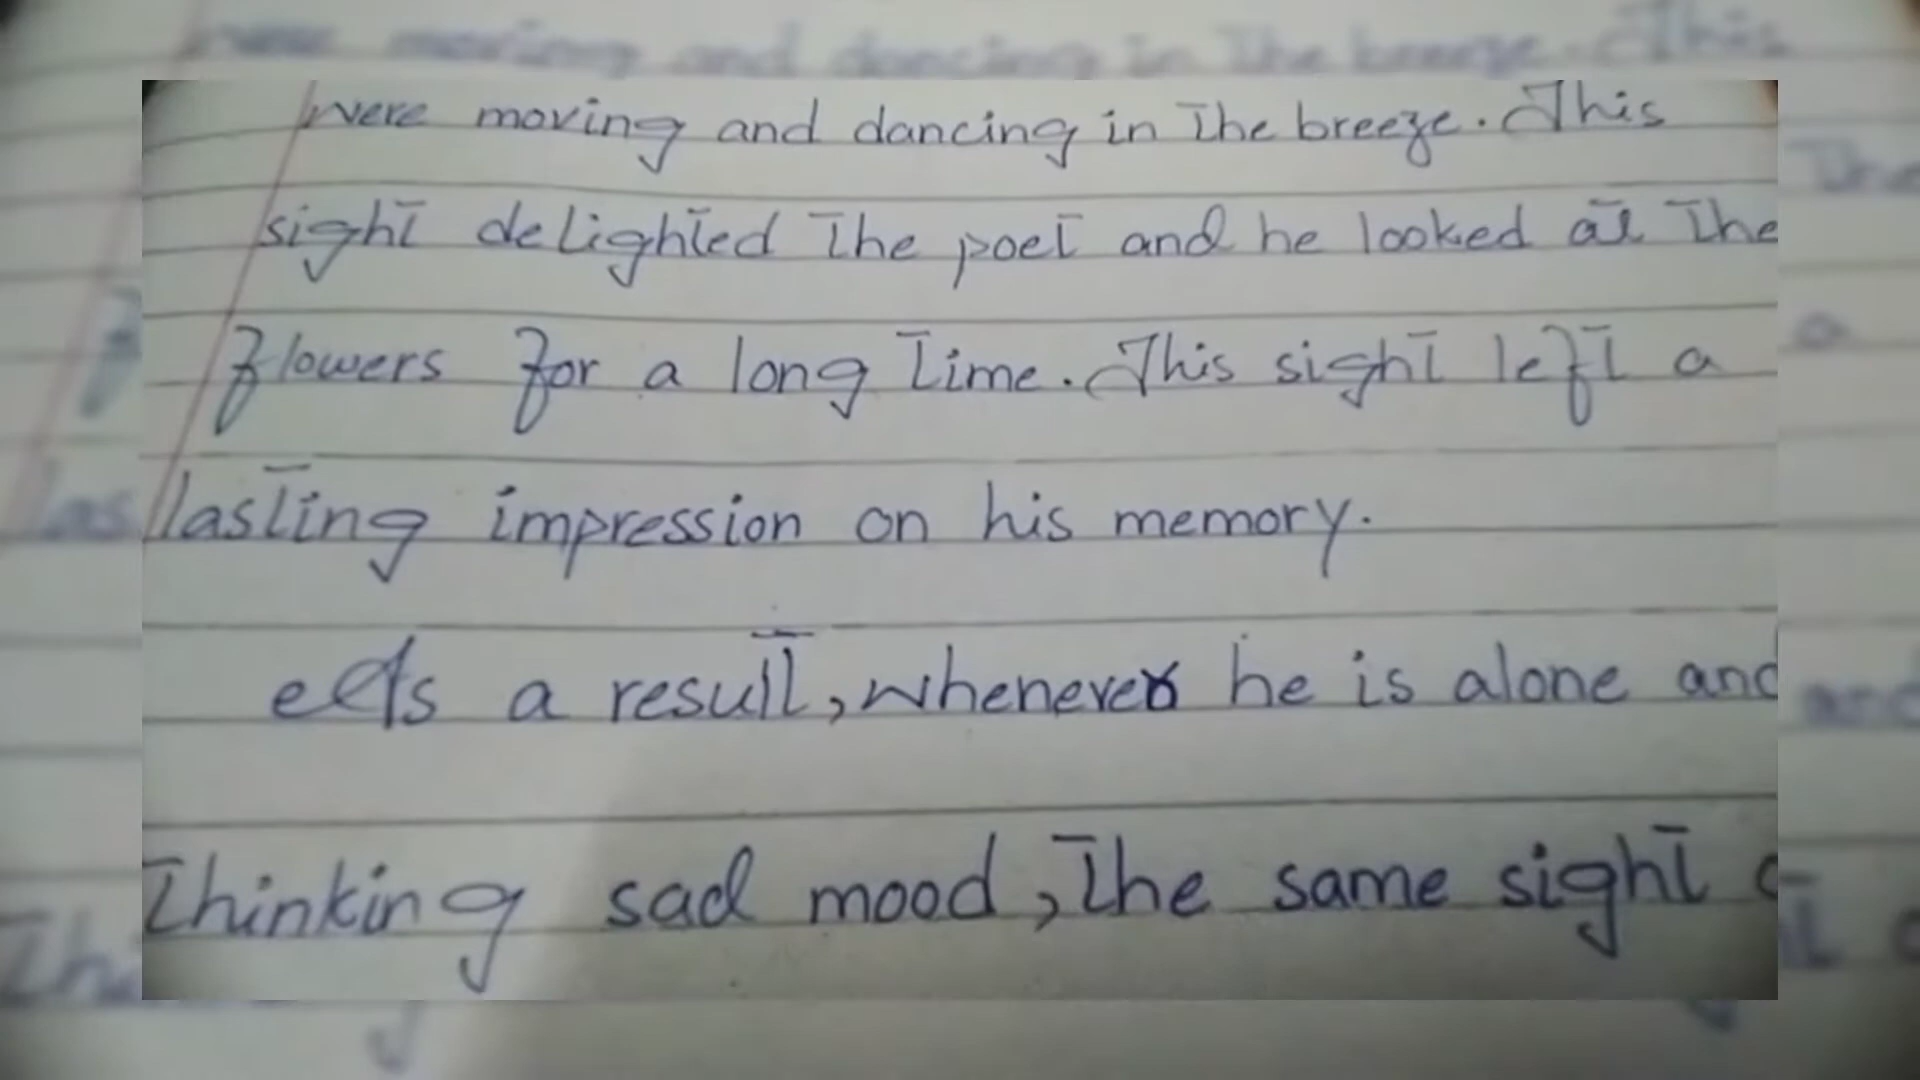 were moving and dancing in the breeze. This
sight delighted the poet and he looked at the
flowers for a long time. This sight left a
lasting impression on his memory.
As a result, whenever he is alone and
thinking sad mood, the same sight